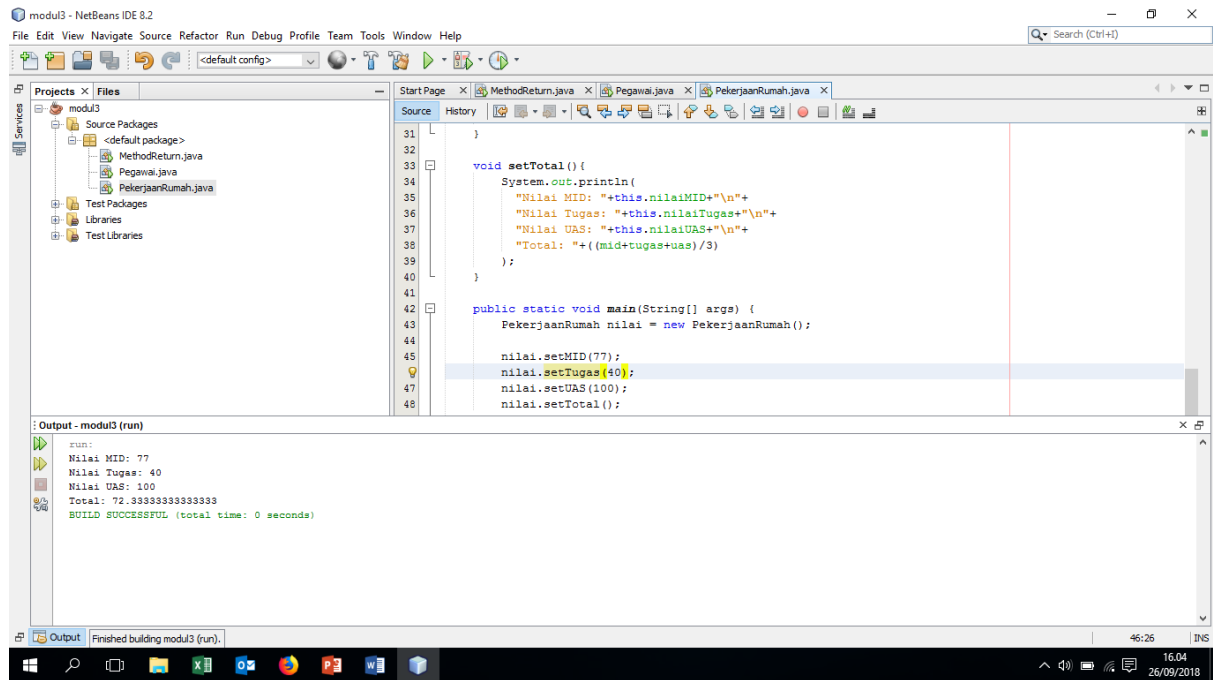 modul3 - NetBeans IDE 8.2
File Edit View Navigate Source Refactor Run Debug Profile Team Tools Window Help
Search (Ctrl+I)
<default config>
Projects Files
Services
modul3
Source Packages
<default package>
MethodReturn.java
Pegawai.java
PekerjaanRumah.java
Test Packages
Libraries
Test Libraries
Start Page MethodReturn.java Pegawai.java PekerjaanRumah.java
Source History
31 }
32
33 void setTotal(){
34 System.out.println(
35 "Nilai MID: "+this.nilaiMID+"\n"+
36 "Nilai Tugas: "+this.nilaiTugas+"\n"+
37 "Nilai UAS: "+this.nilaiUAS+"\n"+
38 "Total: "+((mid+tugas+uas)/3)
39 );
40 }
41
42 public static void main(String[] args) {
43 PekerjaanRumah nilai = new PekerjaanRumah();
44
45 nilai.setMID(77);
nilai.setTugas(40);
47 nilai.setUAS(100);
48 nilai.setTotal();
Output - modul3 (run)
run:
Nilai MID: 77
Nilai Tugas: 40
Nilai UAS: 100
Total: 72.33333333333333
BUILD SUCCESSFUL (total time: 0 seconds)
Output Finished building modul3 (run).
46:26 INS
16.04
26/09/2018